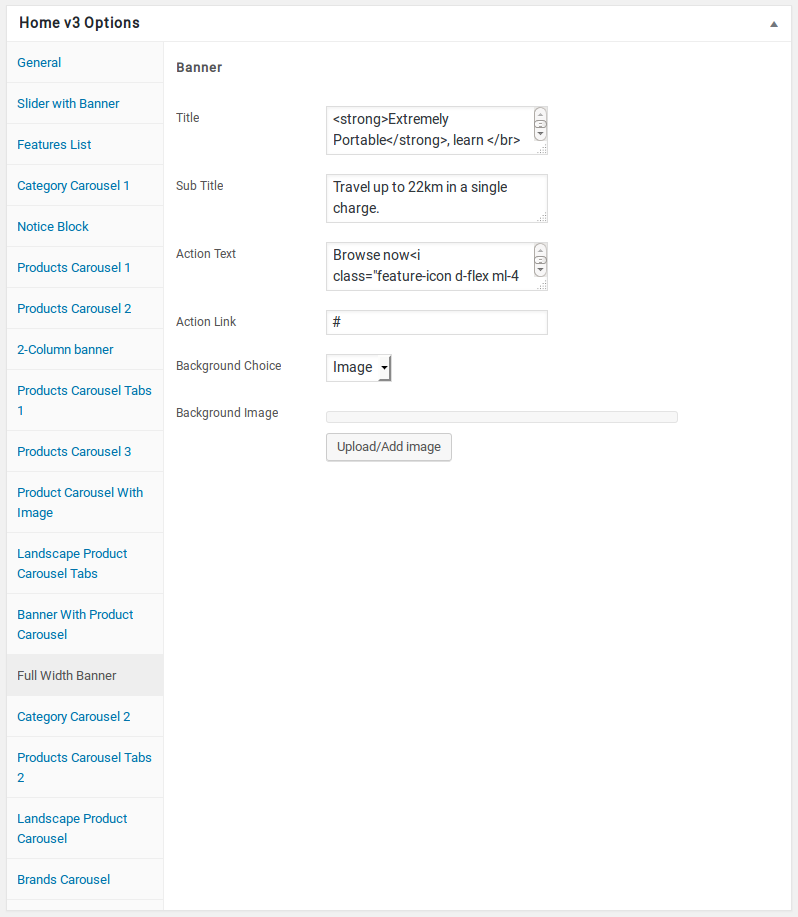 Home v3 Options
General
Slider with Banner
Features List
Category Carousel 1
Notice Block
Products Carousel 1
Products Carousel 2
2-Column banner
Products Carousel Tabs
1
Products Carousel 3
Product Carousel With
Image
Landscape Product
Carousel Tabs
Banner With Product
Carousel
Full Width Banner
Category Carousel 2
Products Carousel Tabs
2
Landscape Product
Carousel
Brands Carousel
Banner
Title
<strong>Extremely
Portable</strong>, learn </br>
Sub Title
Travel up to 22km in a single
charge.
Action Text
Browse now<i
class="feature-icon d-flex ml-4
Action Link
#
Background Choice
Image
Background Image
Upload/Add image